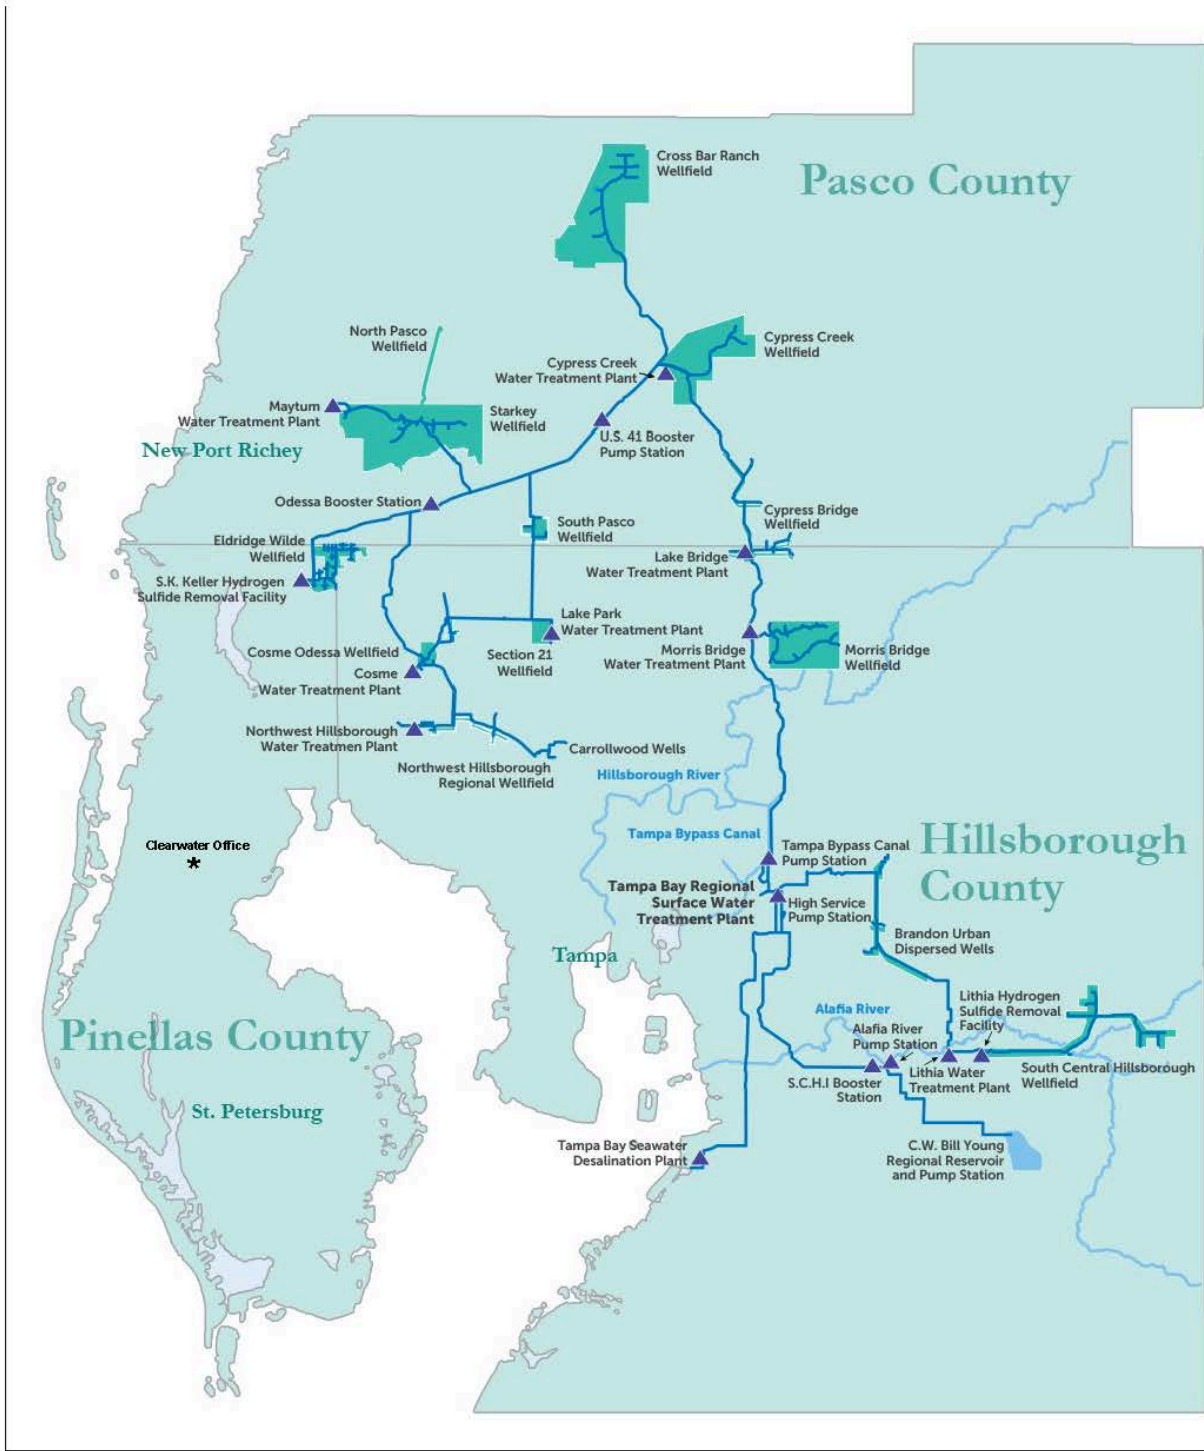 Cross Bar Ranch
Wellfield
Pasco County
North Pasco
Wellfield
Cypress Creek
Wellfield
Cypress Creek
Water Treatment Plant
Maytum
Water Treatment Plant
Starkey
Wellfield
U.S. 41 Booster
Pump Station
New Port Richey
Odessa Booster Station
Cypress Bridge
Wellfield
South Pasco
Wellfield
Eldridge Wilde
Wellfield
Lake Bridge
Water Treatment Plant
S.K. Keller Hydrogen
Sulfide Removal Facility
Lake Park
Water Treatment Plant
Cosme Odessa Wellfield
Section 21
Wellfield
Morris Bridge
Water Treatment Plant
Morris Bridge
Wellfield
Cosme
Water Treatment Plant
Northwest Hillsborough
Water Treatmen Plant
Carrollwood Wells
Northwest Hillsborough
Regional Wellfield
Hillsborough River
Tampa Bypass Canal
Hillsborough
County
Clearwater Office
*
Tampa Bypass Canal
Pump Station
Tampa Bay Regional
Surface Water
Treatment Plant
High Service
Pump Station
Brandon Urban
Dispersed Wells
Tampa
Lithia Hydrogen
Sulfide Removal
Facility
Alafia River
Alafia River
Pump Station
Pinellas County
Lithia Water
Treatment Plant
South Central Hillsborough
Wellfield
S.C.H.I Booster
Station
St. Petersburg
Tampa Bay Seawater
Desalination Plant
C.W. Bill Young
Regional Reservoir
and Pump Station